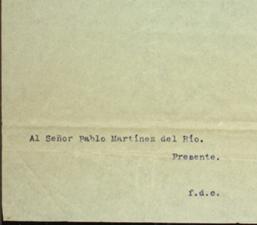 Al Señor Pablo Martínez del Río.
Presente.
f.d.c.